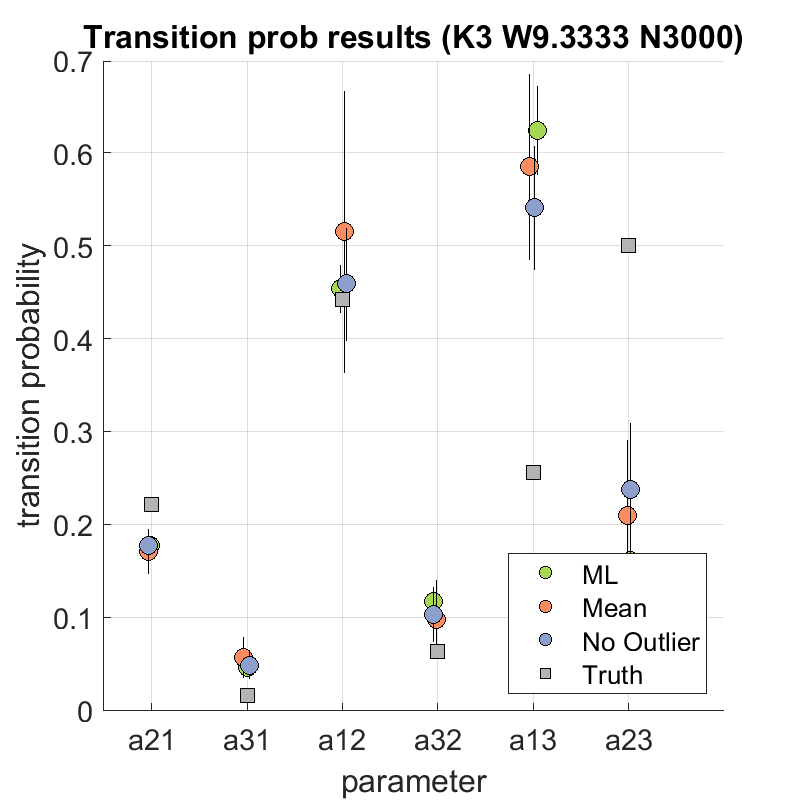 Transition prob results (K3 W9.3333 N3000)
0.7
0.6
0.5
0.4
0.3
0.2
0.1
0
transition probability
a21 a31 a12 a32 a13 a23
parameter
ML
Mean
No Outlier
Truth